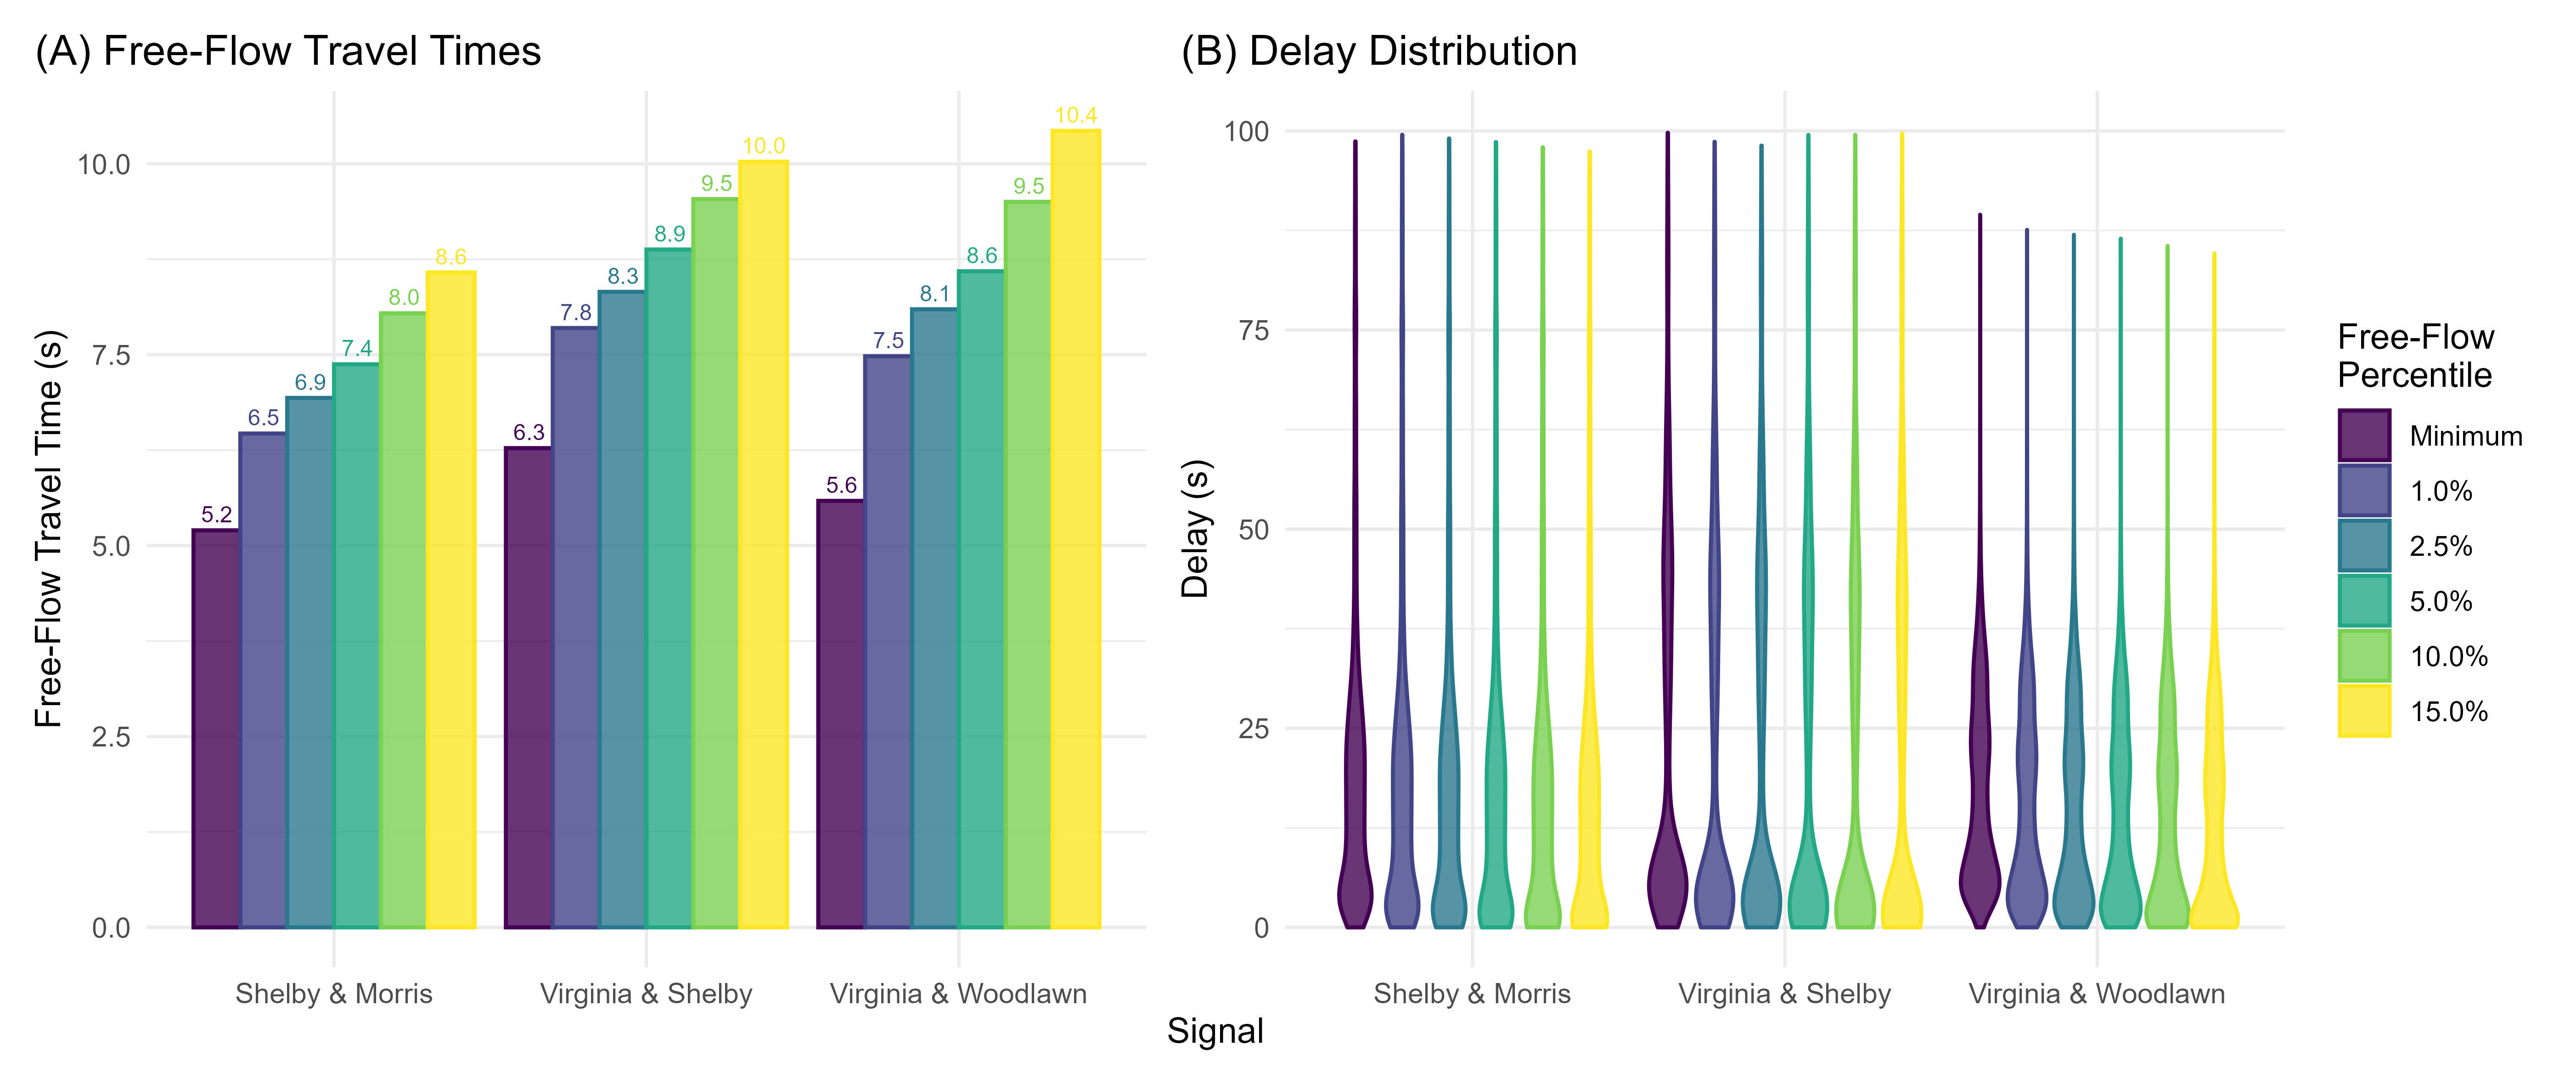 (A) Free-Flow Travel Times
Free-Flow Travel Time (s)
10.0
7.5
5.0
2.5
0.0
5.2
6.5
6.9
7.4
8.0
8.6
6.3
7.8
8.3
8.9
9.5
10.0
5.6
7.5
8.1
8.6
9.5
10.4
Shelby & Morris
Virginia & Shelby
Virginia & Woodlawn
(B) Delay Distribution
Delay (s)
100
75
50
25
0
Shelby & Morris
Virginia & Shelby
Virginia & Woodlawn
Signal
Free-Flow
Percentile
Minimum
1.0%
2.5%
5.0%
10.0%
15.0%